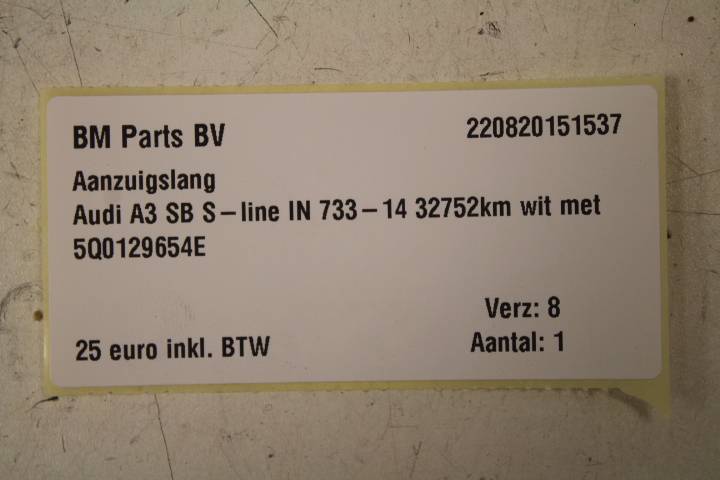 BM Parts BV 220820151537
Aanzuigslang
Audi A3 SB S-line IN 733-14 32752km wit met
5Q0129654E
Verz: 8
25 euro inkl. BTW Aantal: 1